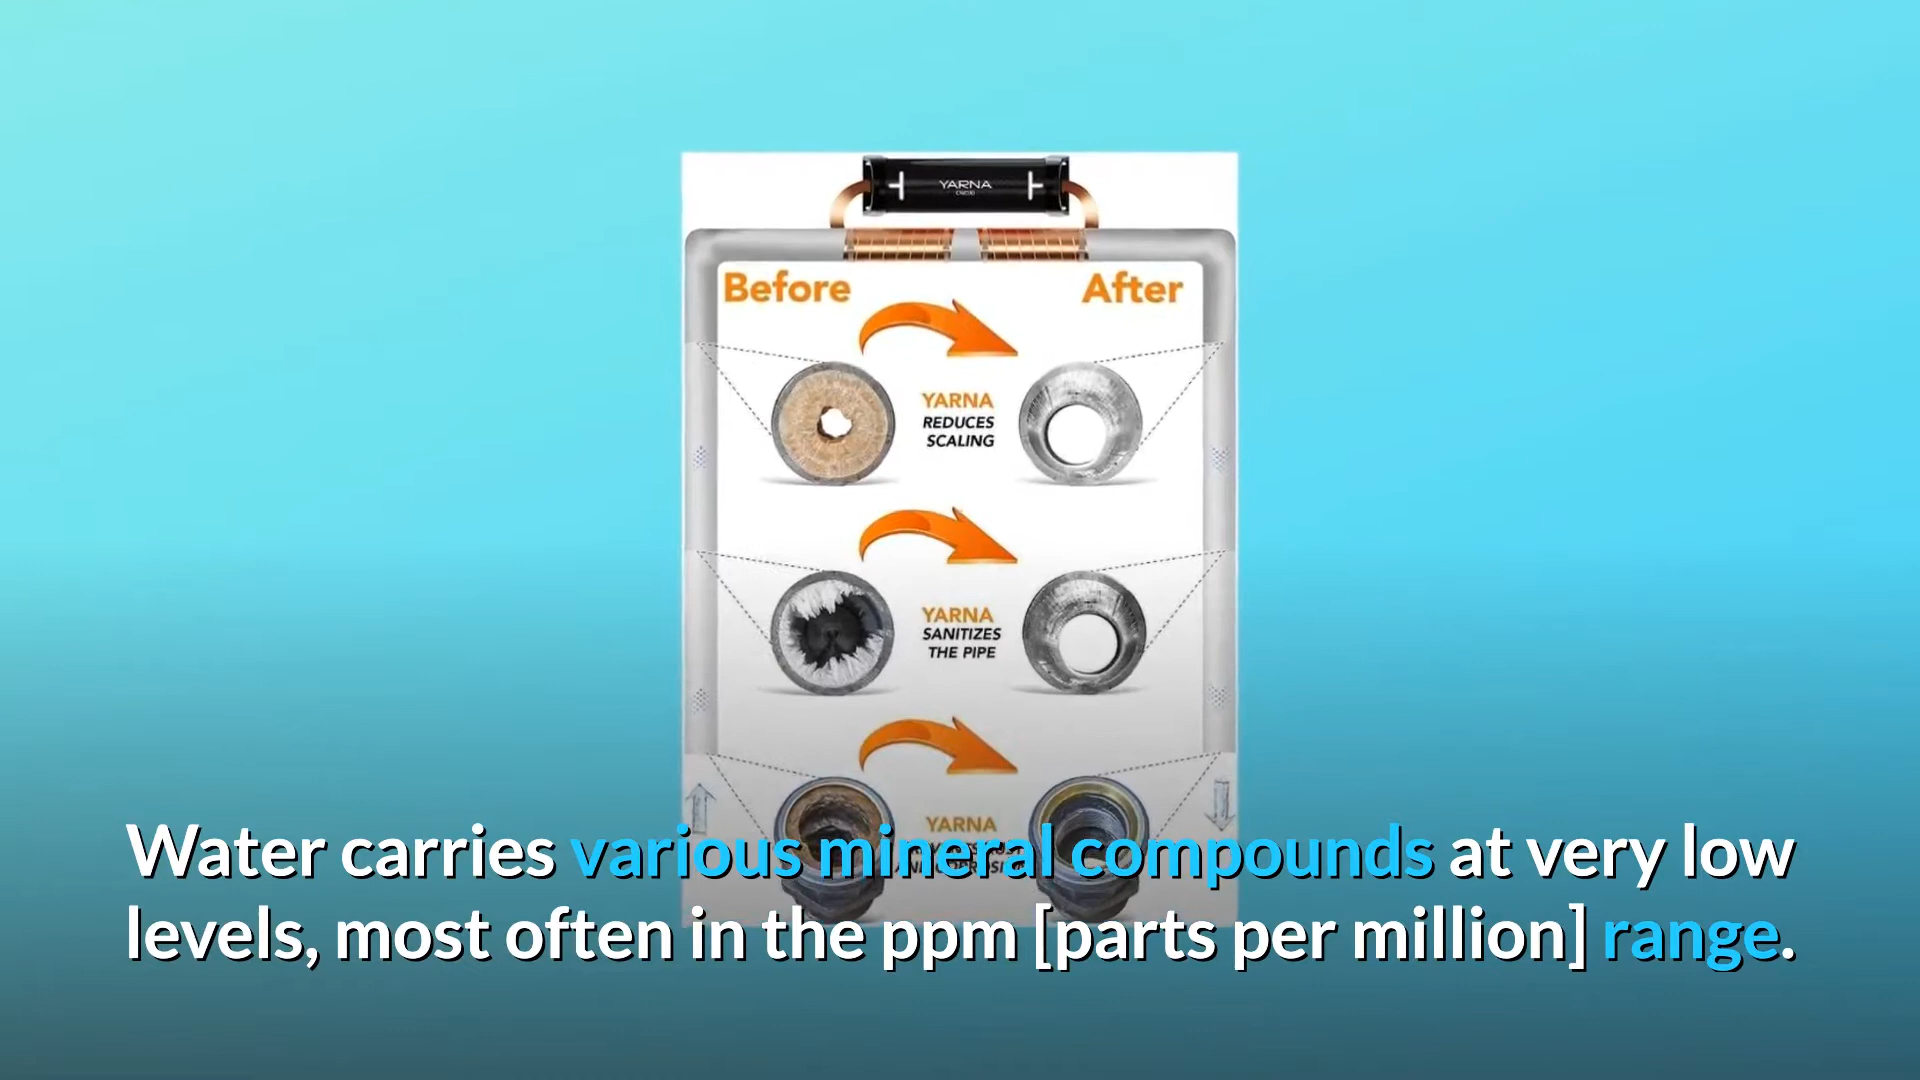 YARNA
Before After
YARNA
REDUCES
SCALING
YARNA
SANITIZES
THE PIPE
YARNA
Water carries various mineral compounds at very low
levels, most often in the ppm [parts per million] range.